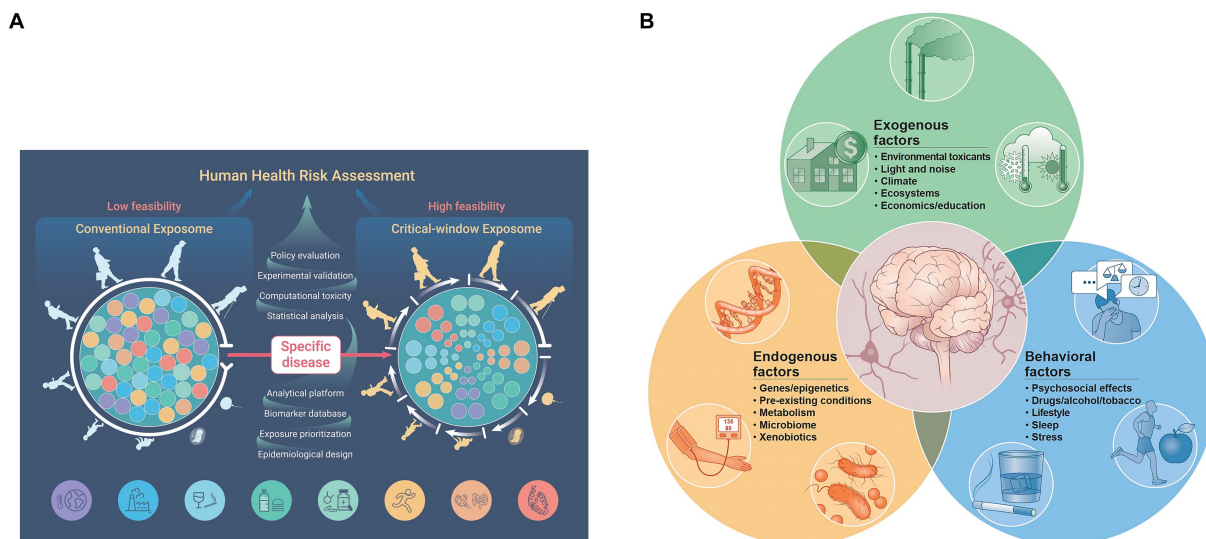 A
Human Health Risk Assessment
Low feasibility
High feasibility
Conventional Exposome
Critical-window Exposome
Policy evaluation
Experimental validation
Computational toxicity
Statistical analysis
Specific
disease
Analytical platform
Biomarker database
Exposure prioritization
Epidemiological design
B
Exogenous
factors
• Environmental toxicants
• Light and noise
• Climate
• Ecosystems
• Economics/education
$
Endogenous
factors
• Genes/epigenetics
• Pre-existing conditions
• Metabolism
• Microbiome
• Xenobiotics
135
80
Behavioral
factors
• Psychosocial effects
• Drugs/alcohol/tobacco
• Lifestyle
• Sleep
• Stress